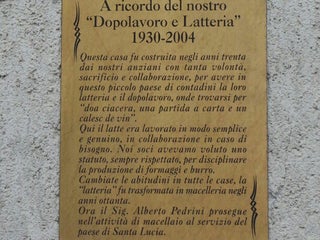 A ricordo del nostro
"Dopolavoro e Latteria"
1930-2004
Questa casa fu costruita negli anni trenta
dai nostri anziani con tanta volontà,
sacrificio e collaborazione, per avere in
questo piccolo paese di contadini la loro
latteria e il dopolavoro, onde trovarsi per
"doa ciacera, una partida a carta e un
calesc de vin".
Qui il latte era lavorato in modo semplice
e genuino, in collaborazione in caso di
bisogno. Noi soci avevamo voluto uno
statuto, sempre rispettato, per disciplinare
la produzione di formaggi e burro.
Cambiate le abitudini in tutte le case, la
"latteria" fu trasformata in macelleria negli
anni ottanta.
Ora il Sig. Alberto Pedrini prosegue
nell'attività di macellaio al servizio del
paese di Santa Lucia.